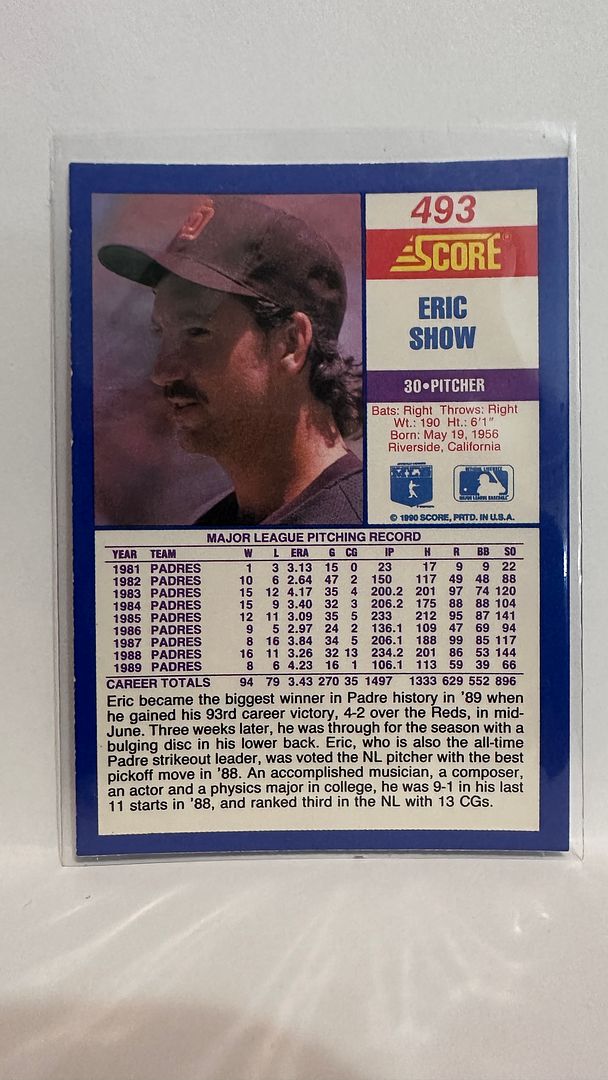 493
SCORE
ERIC
SHOW
30•PITCHER
Bats: Right Throws: Right
Wt.: 190 Ht.: 6'1"
Born: May 19, 1956
Riverside, California
© 1990 SCORE, PRTD. IN U.S.A.
MAJOR LEAGUE PITCHING RECORD
YEAR TEAM W L ERA G CG IP H R BB SO
1981 PADRES 1 3 3.13 15 0 23 17 9 9 22
1982 PADRES 10 6 2.64 47 2 150 117 49 48 88
1983 PADRES 15 12 4.17 35 4 200.2 201 97 74 120
1984 PADRES 15 9 3.40 32 3 206.2 175 88 88 104
1985 PADRES 12 11 3.09 35 5 233 212 95 87 141
1986 PADRES 9 5 2.97 24 2 136.1 109 47 69 94
1987 PADRES 8 16 3.84 34 5 206.1 188 99 85 117
1988 PADRES 16 11 3.26 32 13 234.2 201 86 53 144
1989 PADRES 8 6 4.23 16 1 106.1 113 59 39 66
CAREER TOTALS 94 79 3.43 270 35 1497 1333 629 552 896
Eric became the biggest winner in Padre history in '89 when
he gained his 93rd career victory, 4-2 over the Reds, in mid-
June. Three weeks later, he was through for the season with a
bulging disc in his lower back. Eric, who is also the all-time
Padre strikeout leader, was voted the NL pitcher with the best
pickoff move in '88. An accomplished musician, a composer,
an actor and a physics major in college, he was 9-1 in his last
11 starts in '88, and ranked third in the NL with 13 CGs.